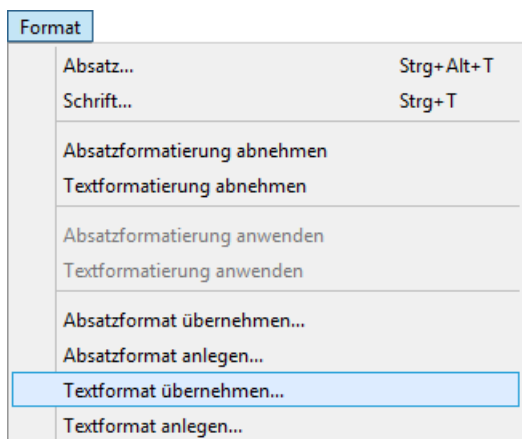 Format
Absatz... Strg+Alt+T
Schrift... Strg+T
Absatzformatierung abnehmen
Textformatierung abnehmen
Absatzformatierung anwenden
Textformatierung anwenden
Absatzformat übernehmen...
Absatzformat anlegen...
Textformat übernehmen...
Textformat anlegen...